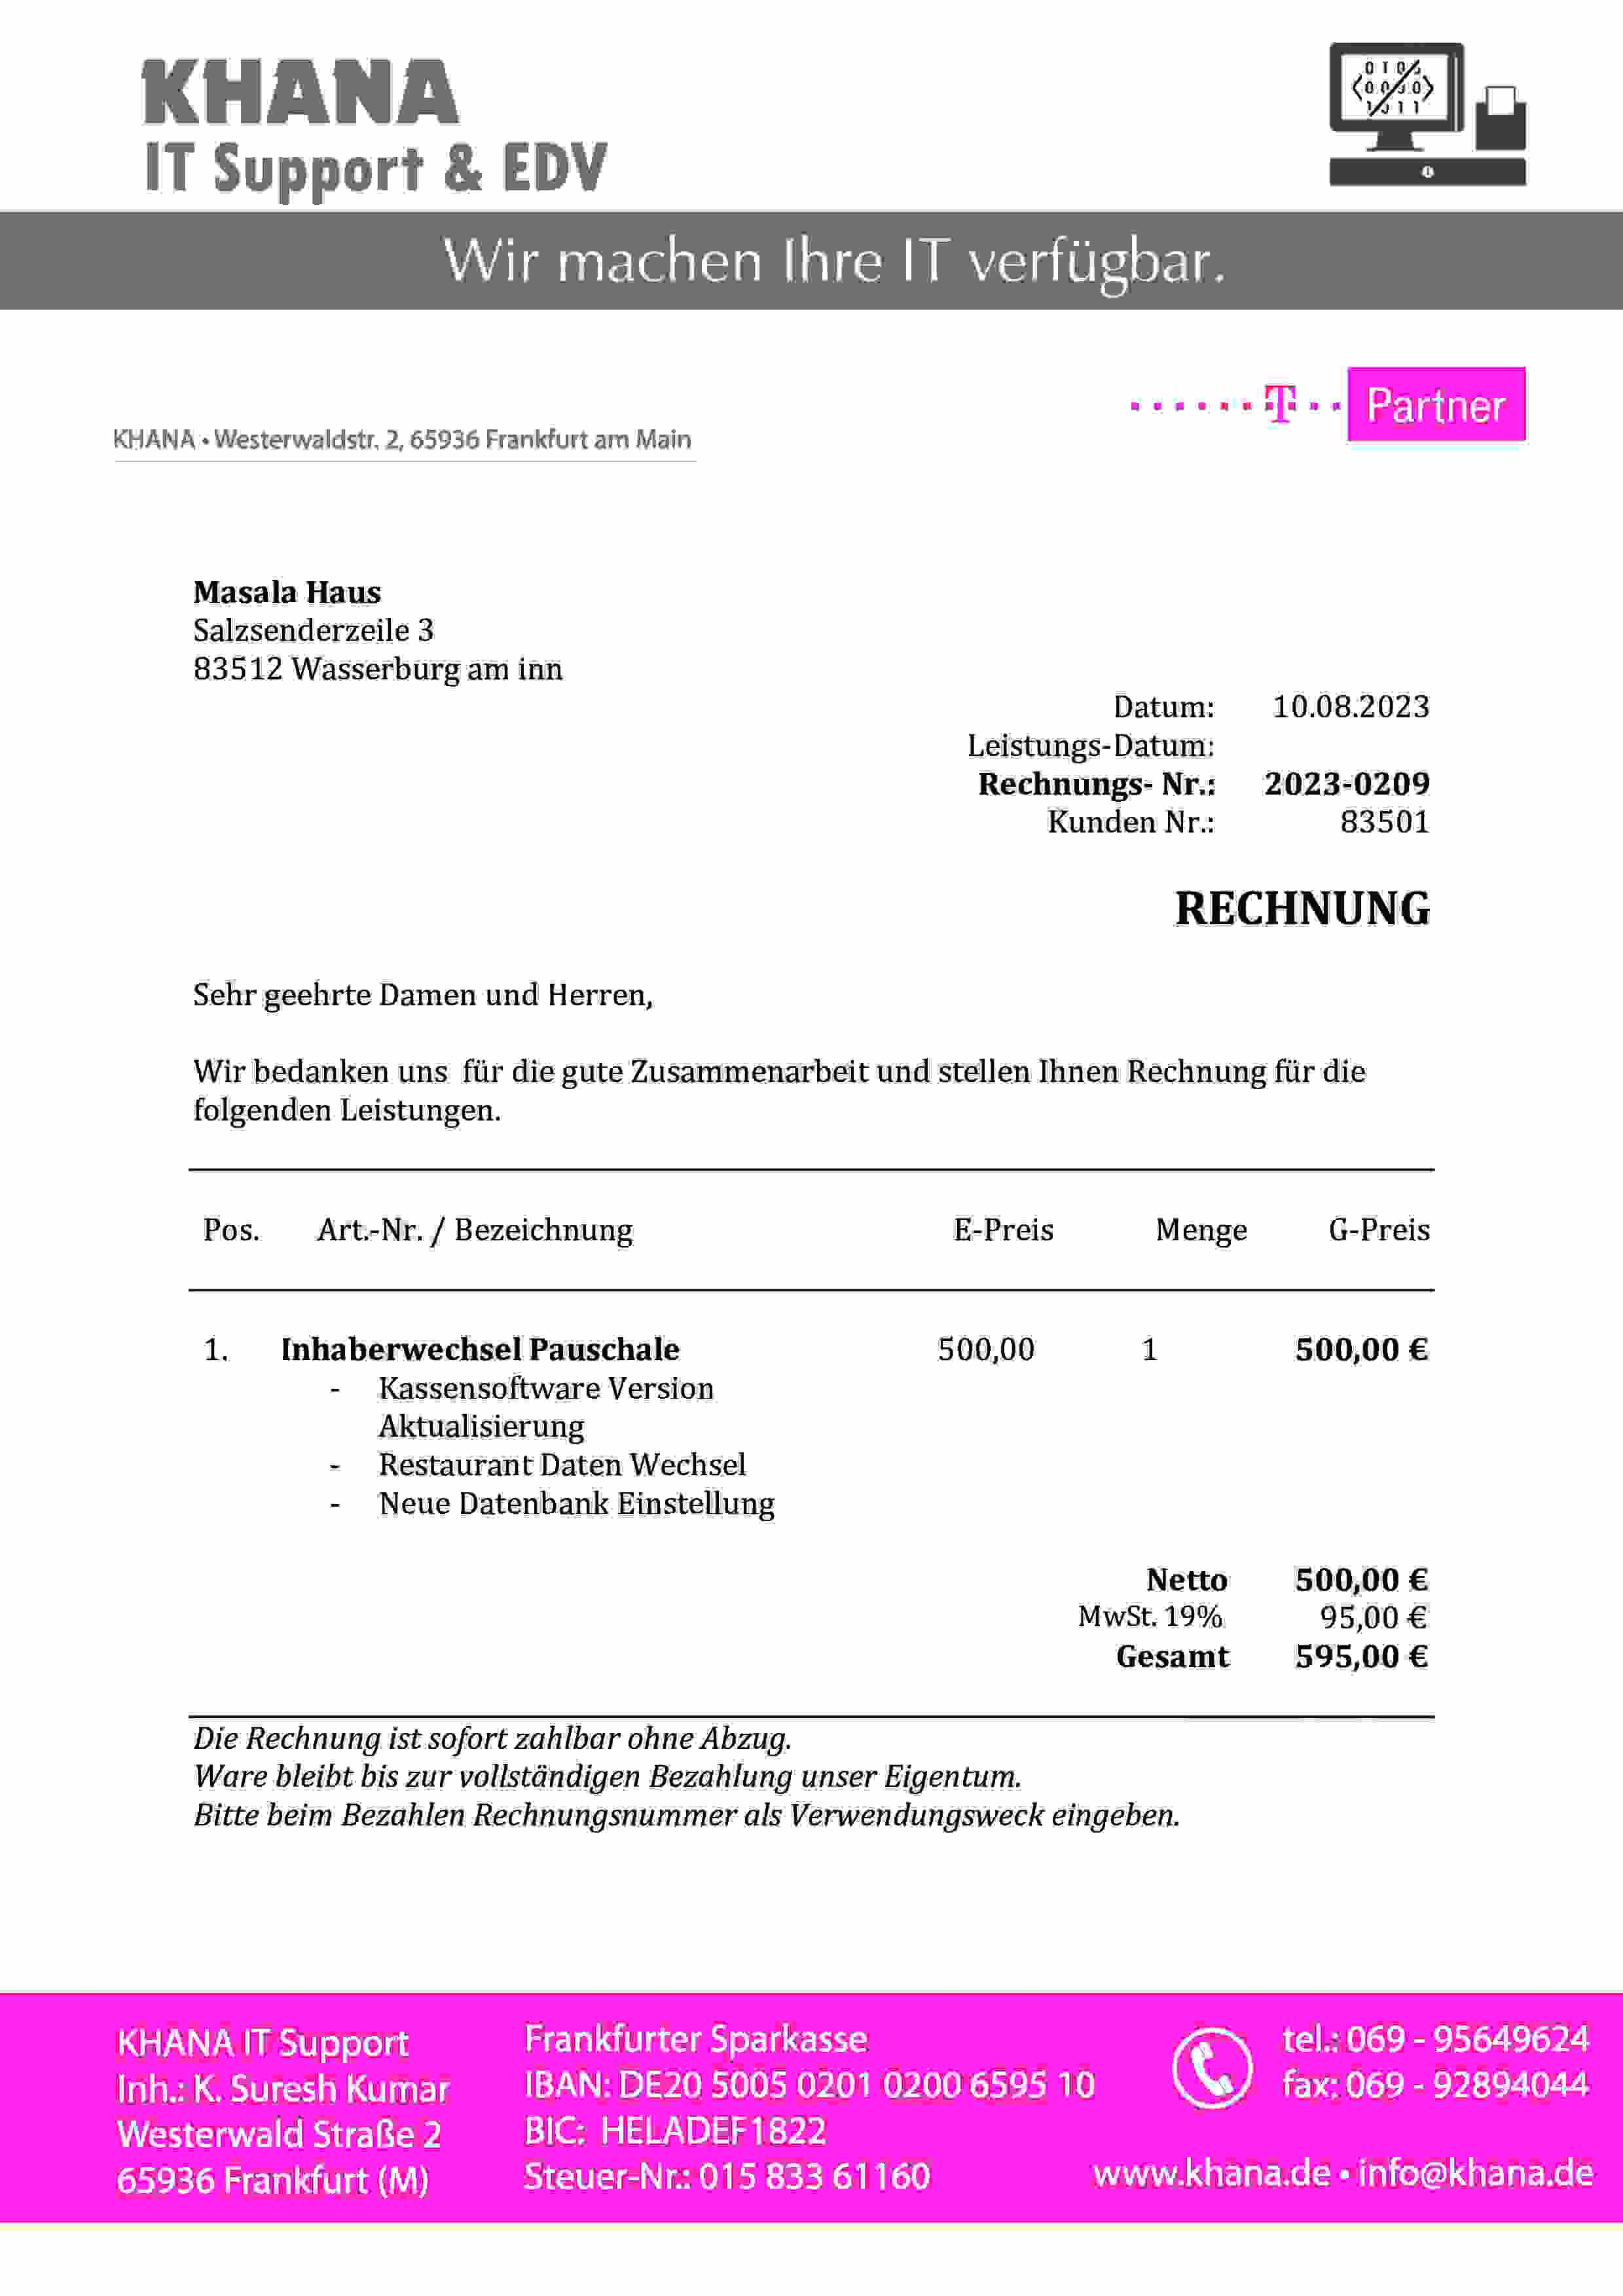 KHANA
IT Support & EDV
Wir machen Ihre IT verfügbar.
T Partner
KHANA • Westerwaldstr. 2, 65936 Frankfurt am Main
Masala Haus
Salzsenderzeile 3
83512 Wasserburg am inn
Datum: 10.08.2023
Leistungs-Datum:
Rechnungs- Nr.: 2023-0209
Kunden Nr.: 83501
RECHNUNG
Sehr geehrte Damen und Herren,
Wir bedanken uns für die gute Zusammenarbeit und stellen Ihnen Rechnung für die
folgenden Leistungen.
Pos. Art.-Nr. / Bezeichnung E-Preis Menge G-Preis
1. Inhaberwechsel Pauschale 500,00 1 500,00 €
- Kassensoftware Version
Aktualisierung
- Restaurant Daten Wechsel
- Neue Datenbank Einstellung
Netto 500,00 €
MwSt. 19% 95,00 €
Gesamt 595,00 €
Die Rechnung ist sofort zahlbar ohne Abzug.
Ware bleibt bis zur vollständigen Bezahlung unser Eigentum.
Bitte beim Bezahlen Rechnungsnummer als Verwendungsweck eingeben.
KHANA IT Support
Inh.: K. Suresh Kumar
Westerwald Straße 2
65936 Frankfurt (M)
Frankfurter Sparkasse
IBAN: DE20 5005 0201 0200 6595 10
BIC: HELADEF1822
Steuer-Nr.: 015 833 61160
tel.: 069 - 95649624
fax: 069 - 92894044
www.khana.de • info@khana.de